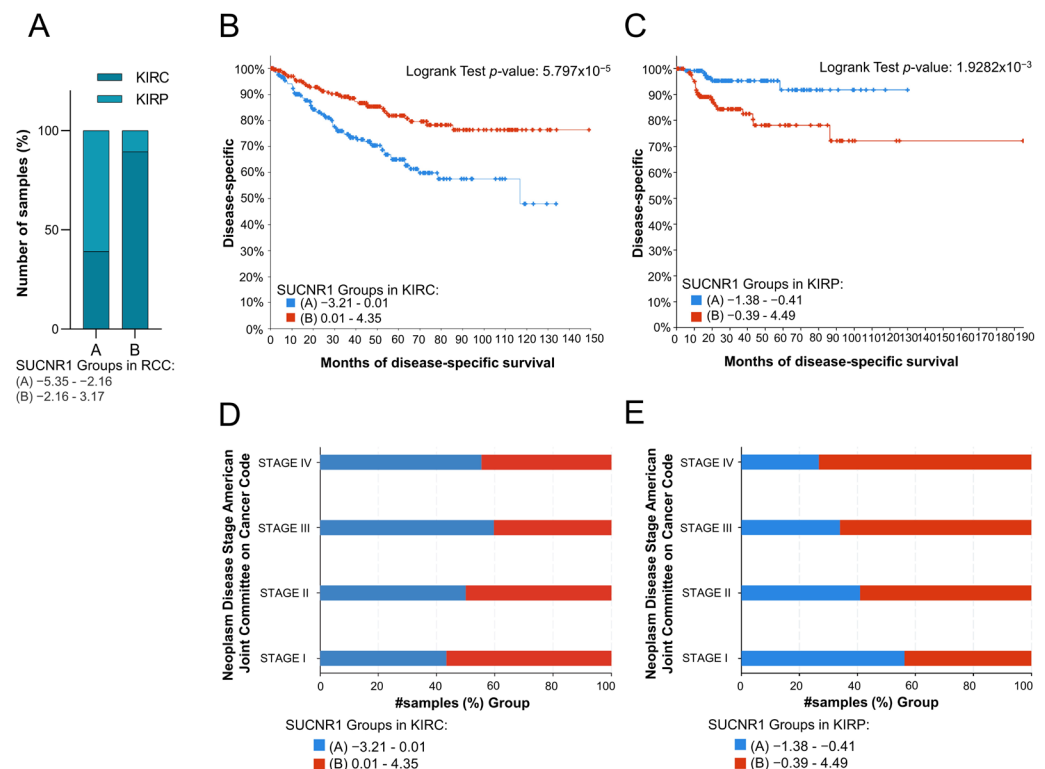 A
KIRC
KIRP
Number of samples (%)
100
50
0
A B
SUCNR1 Groups in RCC:
(A) −5.35 - −2.16
(B) −2.16 - 3.17
B
Logrank Test p-value: 5.797x10⁻⁵
Disease-specific
100%
90%
80%
70%
60%
50%
40%
30%
20%
10%
0%
SUCNR1 Groups in KIRC:
(A) −3.21 - 0.01
(B) 0.01 - 4.35
0 10 20 30 40 50 60 70 80 90 100 110 120 130 140 150
Months of disease-specific survival
C
Logrank Test p-value: 1.9282x10⁻³
Disease-specific
100%
90%
80%
70%
60%
50%
40%
30%
20%
10%
0%
SUCNR1 Groups in KIRP:
(A) −1.38 - −0.41
(B) −0.39 - 4.49
0 10 20 30 40 50 60 70 80 90 100 110 120 130 140 150 160 170 180 190
Months of disease-specific survival
D
Neoplasm Disease Stage American
Joint Committee on Cancer Code
STAGE IV
STAGE III
STAGE II
STAGE I
0 20 40 60 80 100
#samples (%) Group
SUCNR1 Groups in KIRC:
(A) −3.21 - 0.01
(B) 0.01 - 4.35
E
Neoplasm Disease Stage American
Joint Committee on Cancer Code
STAGE IV
STAGE III
STAGE II
STAGE I
0 20 40 60 80 100
#samples (%) Group
SUCNR1 Groups in KIRP:
(A) −1.38 - −0.41
(B) −0.39 - 4.49